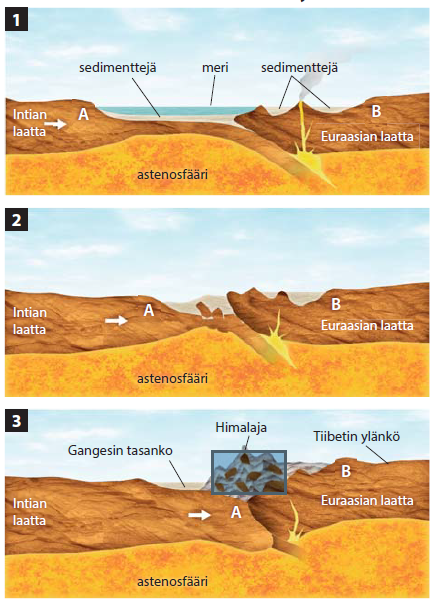 1
sedimenttejä
meri
sedimenttejä
Intian
laatta
A
B
Euraasian laatta
astenosfääri
2
Intian
laatta
A
B
Euraasian laatta
astenosfääri
3
Himalaja
Gangesin tasanko
Tiibetin ylänkö
Intian
laatta
A
B
Euraasian laatta
astenosfääri